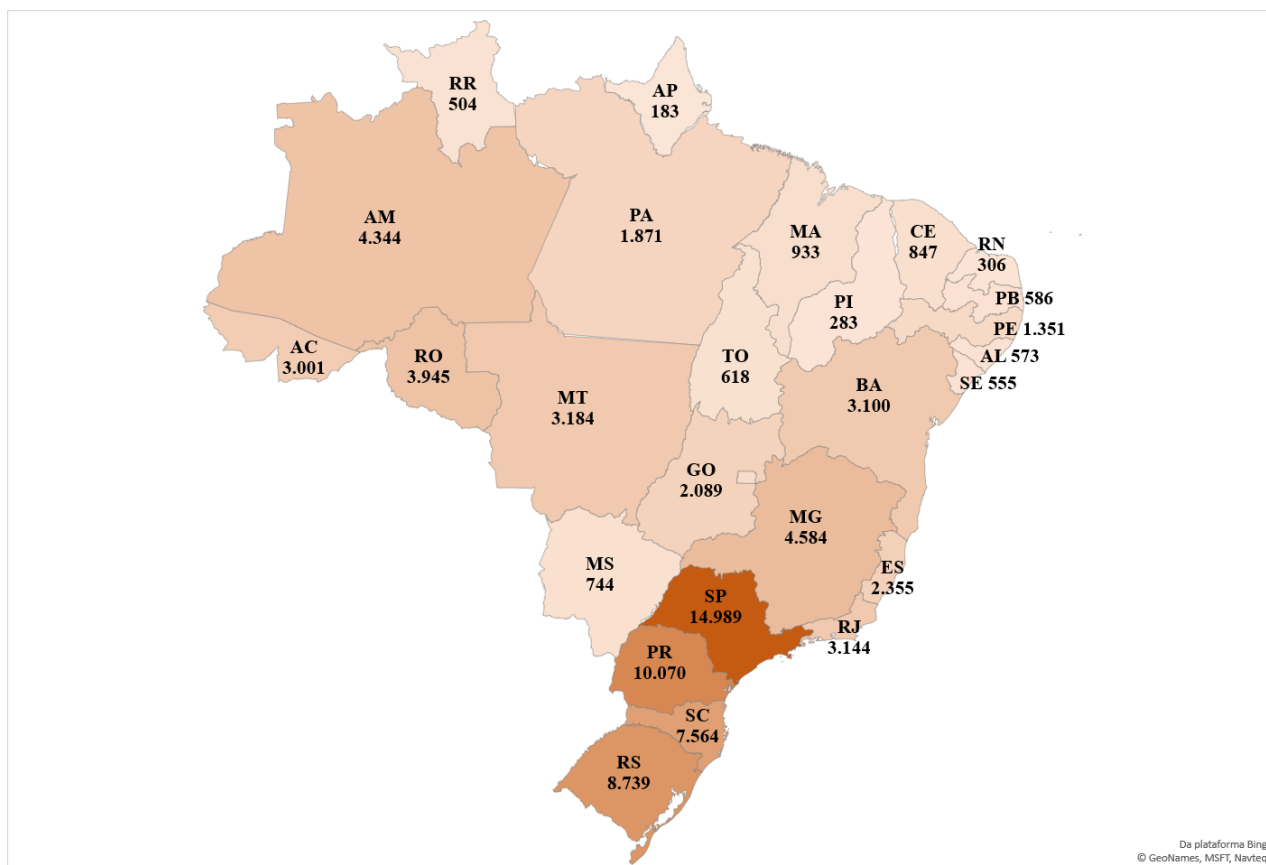 RR
504
AP
183
AM
4.344
PA
1.871
MA
933
CE
847
RN
306
PI
283
PB 586
PE 1.351
AL 573
SE 555
AC
3.001
RO
3.945
TO
618
BA
3.100
MT
3.184
GO
2.089
MG
4.584
MS
744
ES
2.355
SP
14.989
RJ
3.144
PR
10.070
SC
7.564
RS
8.739
Da plataforma Bing
© GeoNames, MSFT, Navteq